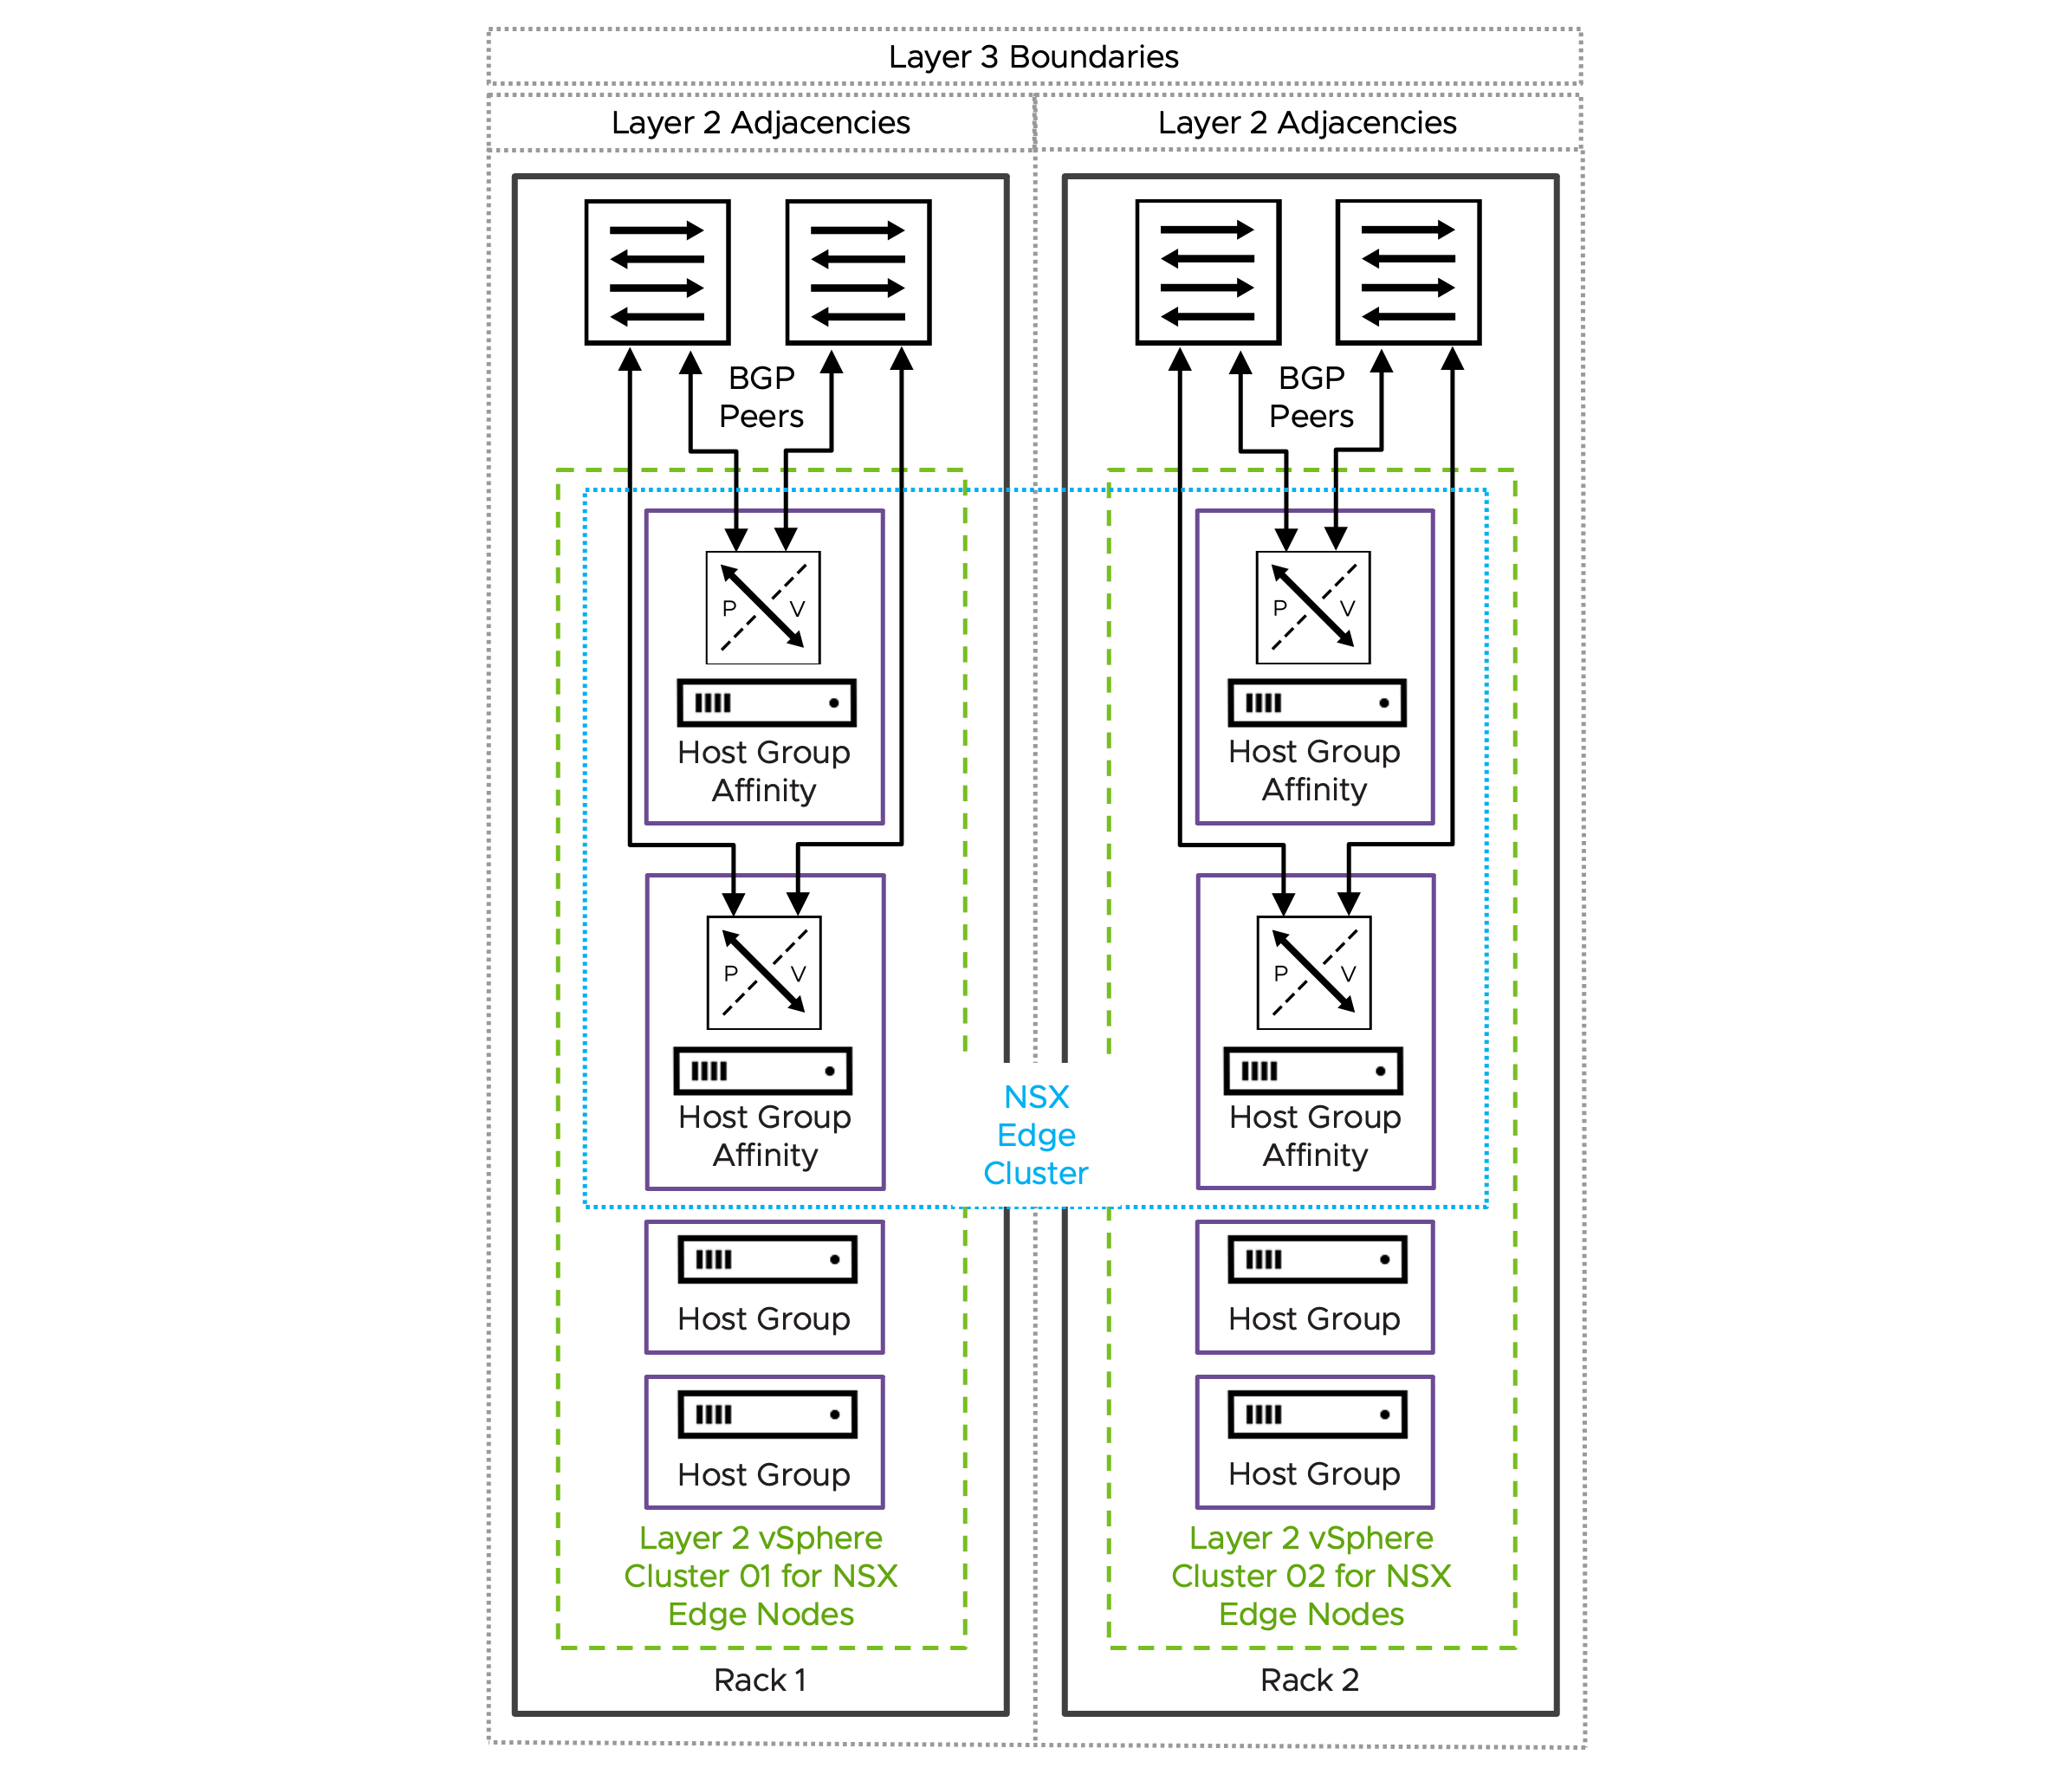 Layer 3 Boundaries
Layer 2 Adjacencies
Layer 2 Adjacencies
BGP
Peers
P
V
Host Group
Affinity
P
V
Host Group
Affinity
Host Group
Host Group
Layer 2 vSphere
Cluster 01 for NSX
Edge Nodes
Rack 1
NSX
Edge
Cluster
BGP
Peers
P
V
Host Group
Affinity
P
V
Host Group
Affinity
Host Group
Host Group
Layer 2 vSphere
Cluster 02 for NSX
Edge Nodes
Rack 2